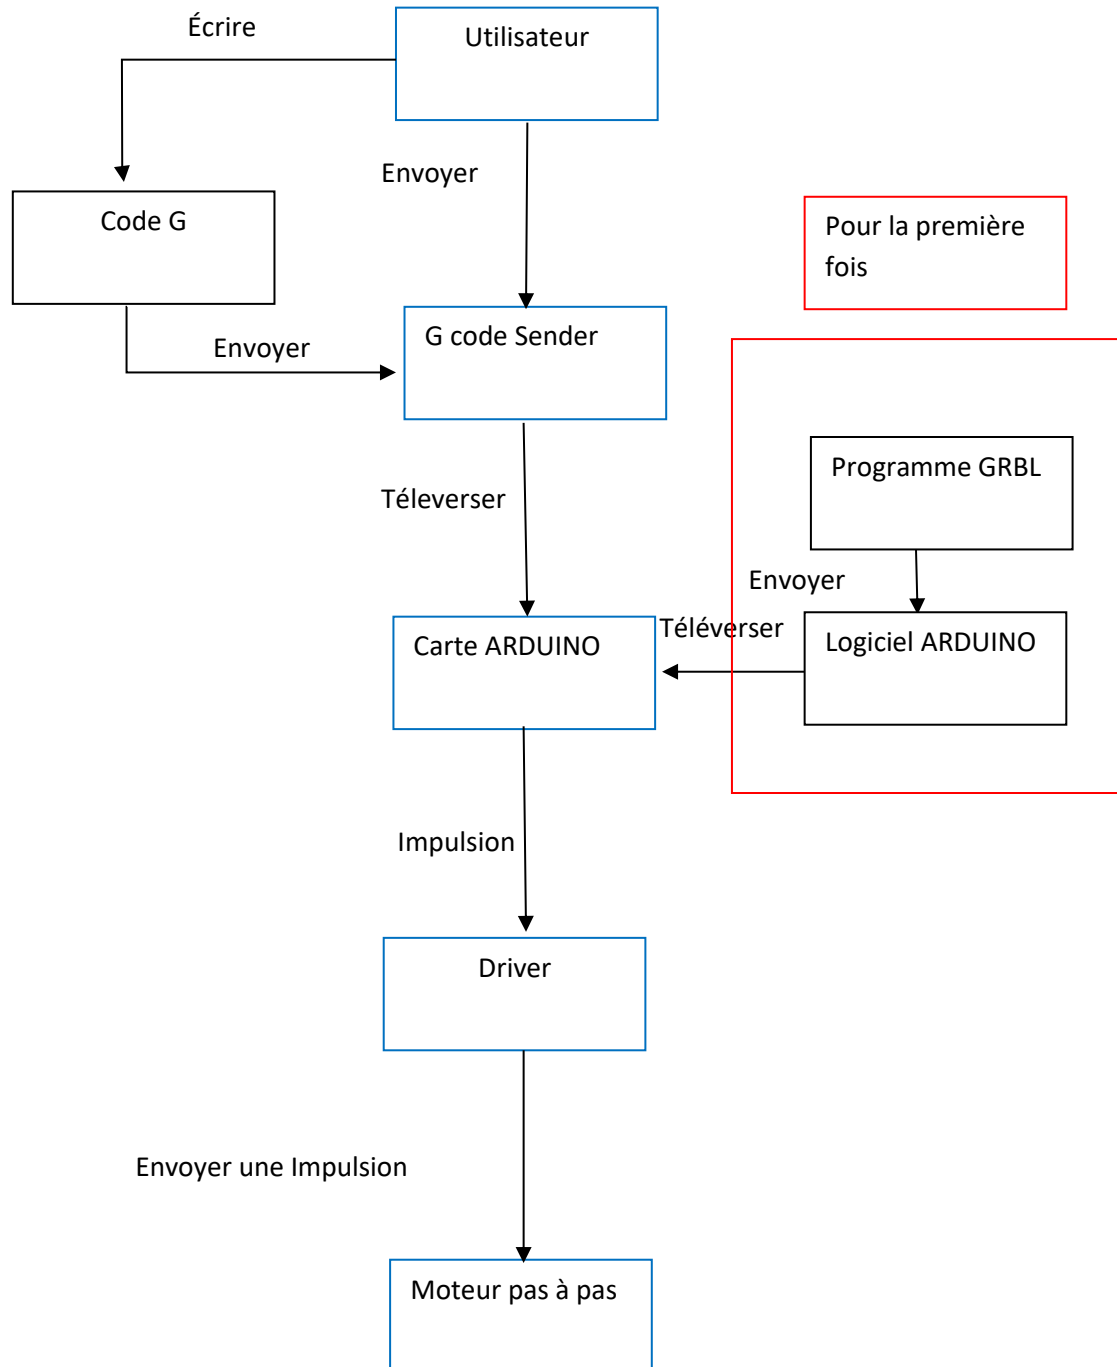 Écrire
Utilisateur
Envoyer
Code G
Pour la première
fois
G code Sender
Envoyer
Programme GRBL
Téleverser
Envoyer
Carte ARDUINO
Téléverser
Logiciel ARDUINO
Impulsion
Driver
Envoyer une Impulsion
Moteur pas à pas